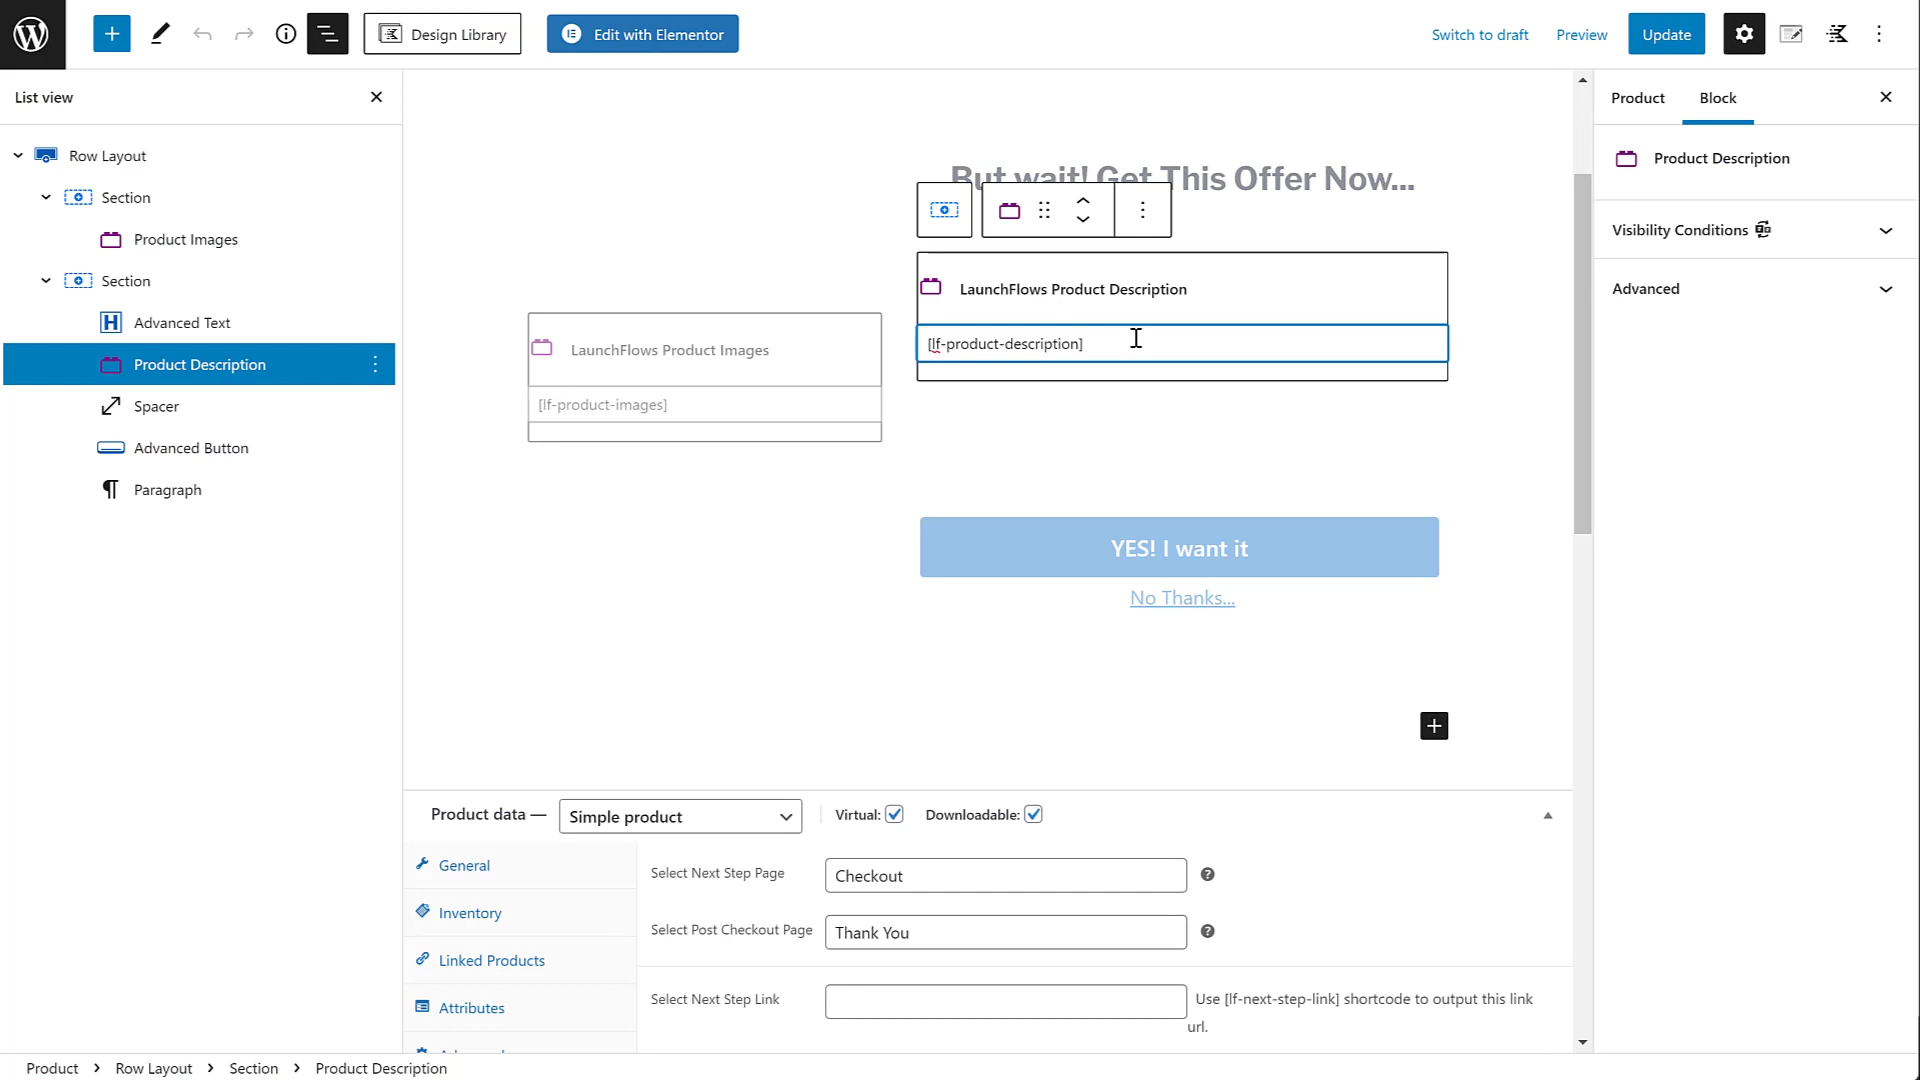 Design Library
Edit with Elementor
Switch to draft
Preview
Update
List view
Row Layout
Section
Product Images
Section
Advanced Text
Product Description
Spacer
Advanced Button
Paragraph
But wait! Get This Offer Now...
LaunchFlows Product Description
[lf-product-description]
LaunchFlows Product Images
[lf-product-images]
YES! I want it
No Thanks...
Product
Block
Product Description
Visibility Conditions
Advanced
Product data —
Simple product
Virtual:
Downloadable:
General
Inventory
Linked Products
Attributes
Select Next Step Page
Checkout
Select Post Checkout Page
Thank You
Select Next Step Link
Use [lf-next-step-link] shortcode to output this link
url.
Product
Row Layout
Section
Product Description